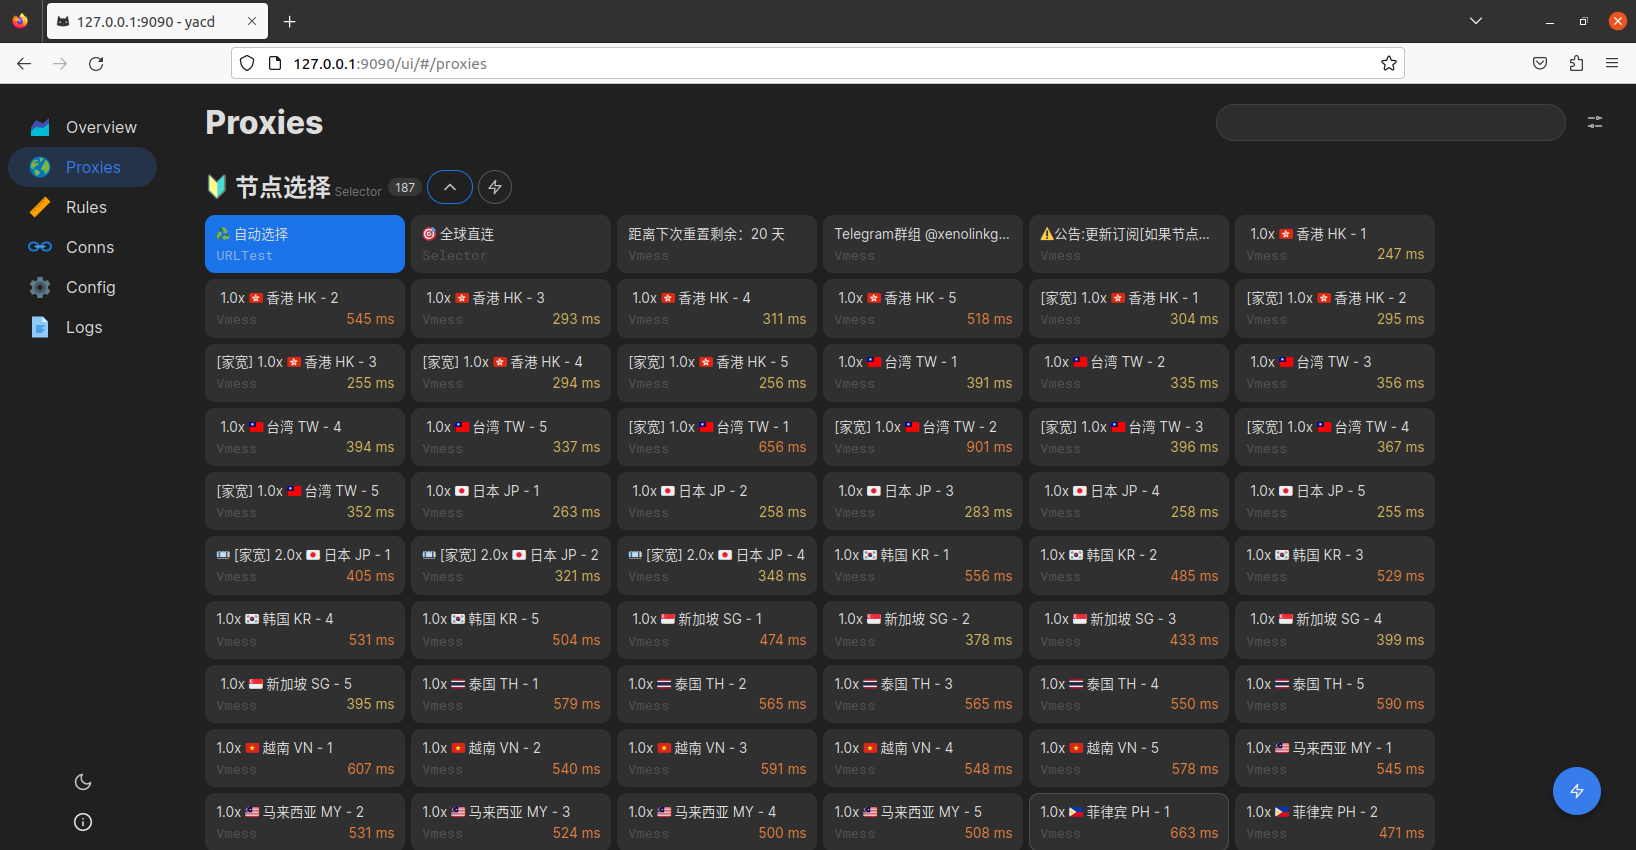 127.0.0.1:9090 - yacd
127.0.0.1:9090/ui/#/proxies
Overview
Proxies
Rules
Conns
Config
Logs
Proxies
节点选择 Selector 187
自动选择
URLTest
全球直连
Selector
距离下次重置剩余：20 天
Vmess
Telegram群组 @xenolinkg...
Vmess
公告:更新订阅[如果节点...
Vmess
1.0x 香港 HK - 1
247 ms
1.0x 香港 HK - 2
Vmess 545 ms
1.0x 香港 HK - 3
Vmess 293 ms
1.0x 香港 HK - 4
Vmess 311 ms
1.0x 香港 HK - 5
Vmess 518 ms
[家宽] 1.0x 香港 HK - 1
Vmess 304 ms
[家宽] 1.0x 香港 HK - 2
Vmess 295 ms
[家宽] 1.0x 香港 HK - 3
Vmess 255 ms
[家宽] 1.0x 香港 HK - 4
Vmess 294 ms
[家宽] 1.0x 香港 HK - 5
Vmess 256 ms
1.0x 台湾 TW - 1
Vmess 391 ms
1.0x 台湾 TW - 2
Vmess 335 ms
1.0x 台湾 TW - 3
Vmess 356 ms
1.0x 台湾 TW - 4
Vmess 394 ms
1.0x 台湾 TW - 5
Vmess 337 ms
[家宽] 1.0x 台湾 TW - 1
Vmess 656 ms
[家宽] 1.0x 台湾 TW - 2
Vmess 901 ms
[家宽] 1.0x 台湾 TW - 3
Vmess 396 ms
[家宽] 1.0x 台湾 TW - 4
Vmess 367 ms
[家宽] 1.0x 台湾 TW - 5
Vmess 352 ms
1.0x 日本 JP - 1
Vmess 263 ms
1.0x 日本 JP - 2
Vmess 258 ms
1.0x 日本 JP - 3
Vmess 283 ms
1.0x 日本 JP - 4
Vmess 258 ms
1.0x 日本 JP - 5
Vmess 255 ms
[家宽] 2.0x 日本 JP - 1
Vmess 405 ms
[家宽] 2.0x 日本 JP - 2
Vmess 321 ms
[家宽] 2.0x 日本 JP - 4
Vmess 348 ms
1.0x 韩国 KR - 1
Vmess 556 ms
1.0x 韩国 KR - 2
Vmess 485 ms
1.0x 韩国 KR - 3
Vmess 529 ms
1.0x 韩国 KR - 4
Vmess 531 ms
1.0x 韩国 KR - 5
Vmess 504 ms
1.0x 新加坡 SG - 1
Vmess 474 ms
1.0x 新加坡 SG - 2
Vmess 378 ms
1.0x 新加坡 SG - 3
Vmess 433 ms
1.0x 新加坡 SG - 4
Vmess 399 ms
1.0x 新加坡 SG - 5
Vmess 395 ms
1.0x 泰国 TH - 1
Vmess 579 ms
1.0x 泰国 TH - 2
Vmess 565 ms
1.0x 泰国 TH - 3
Vmess 565 ms
1.0x 泰国 TH - 4
Vmess 550 ms
1.0x 泰国 TH - 5
Vmess 590 ms
1.0x 越南 VN - 1
Vmess 607 ms
1.0x 越南 VN - 2
Vmess 540 ms
1.0x 越南 VN - 3
Vmess 591 ms
1.0x 越南 VN - 4
Vmess 548 ms
1.0x 越南 VN - 5
Vmess 578 ms
1.0x 马来西亚 MY - 1
Vmess 545 ms
1.0x 马来西亚 MY - 2
Vmess 531 ms
1.0x 马来西亚 MY - 3
Vmess 524 ms
1.0x 马来西亚 MY - 4
Vmess 500 ms
1.0x 马来西亚 MY - 5
Vmess 508 ms
1.0x 菲律宾 PH - 1
Vmess 663 ms
1.0x 菲律宾 PH - 2
Vmess 471 ms